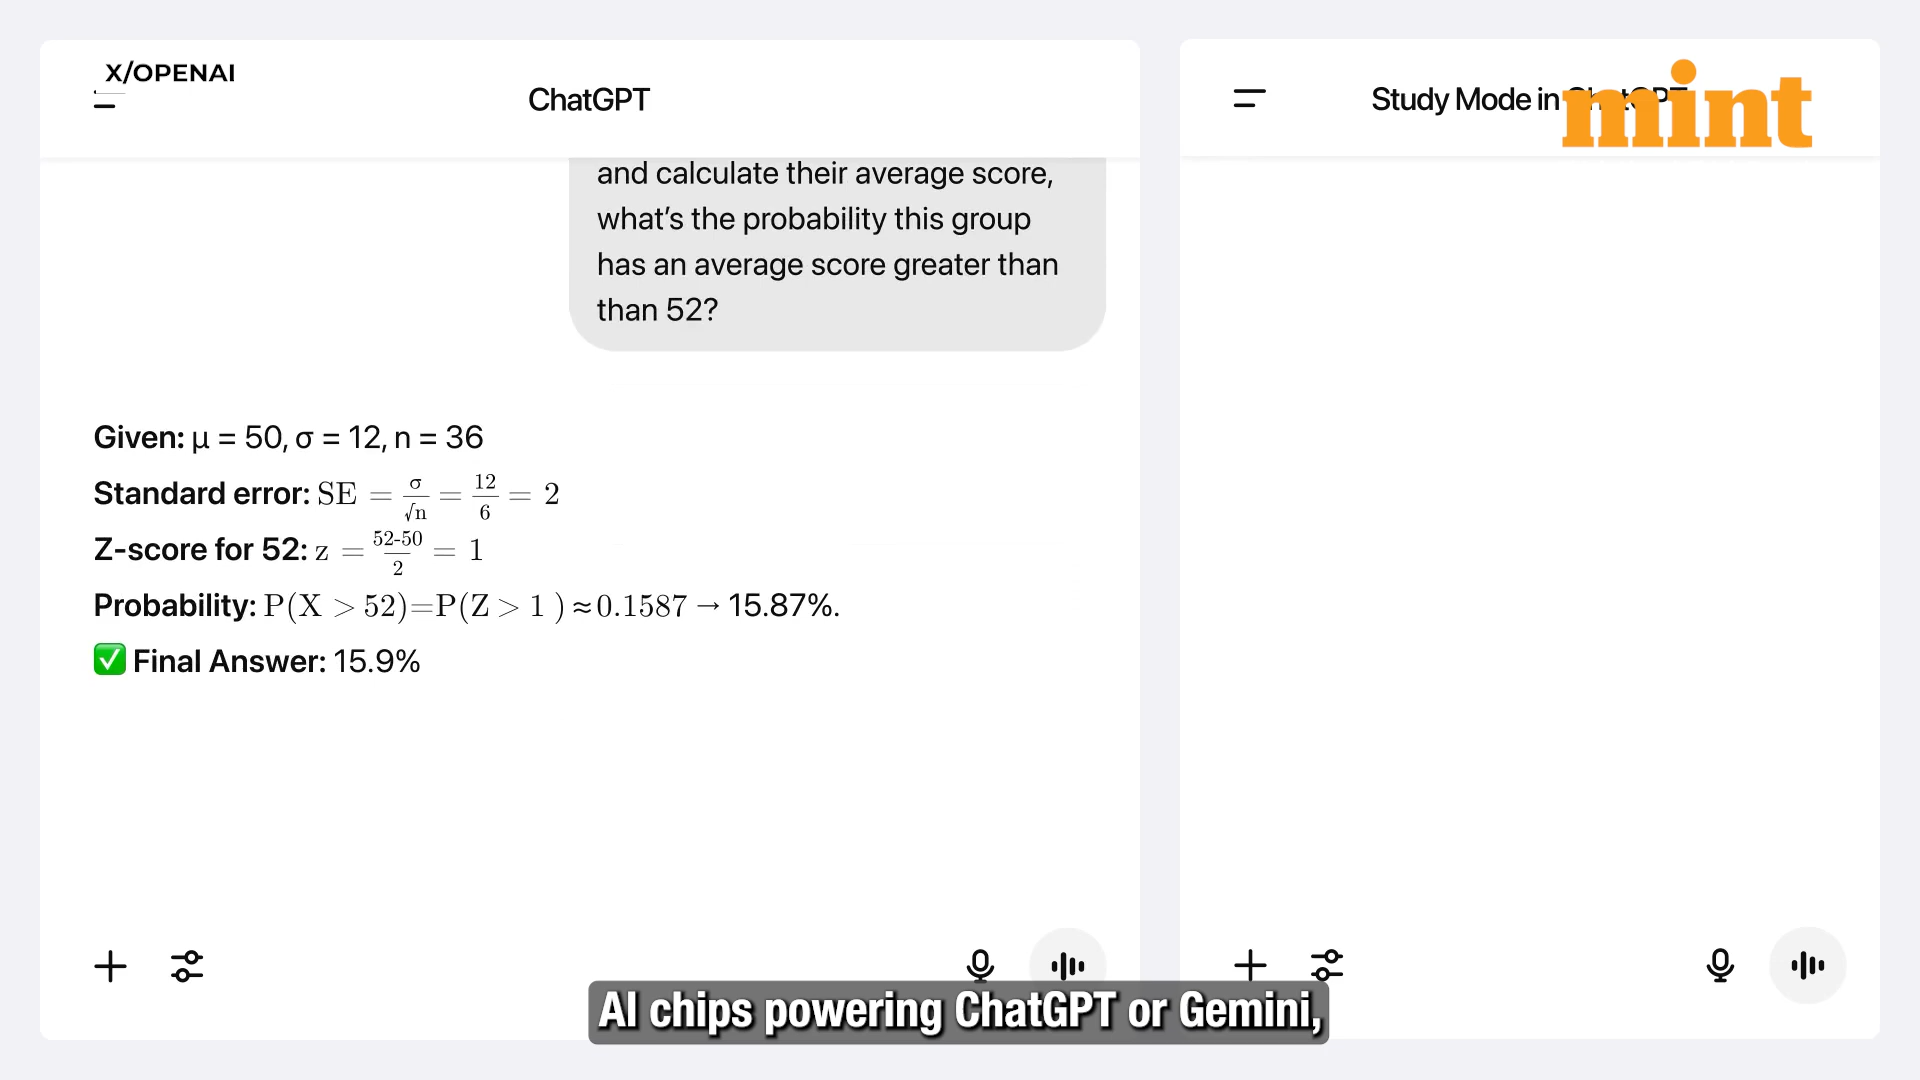 X/OPENAI
ChatGPT
and calculate their average score,
what's the probability this group
has an average score greater than
than 52?
Given: μ = 50, σ = 12, n = 36
Standard error: SE = σ/√n = 12/6 = 2
Z-score for 52: z = 52-50/2 = 1
Probability: P(X > 52)=P(Z > 1 ) ≈ 0.1587 → 15.87%.
✅ Final Answer: 15.9%
Study Mode in ChatGPT
mint
AI chips powering ChatGPT or Gemini,